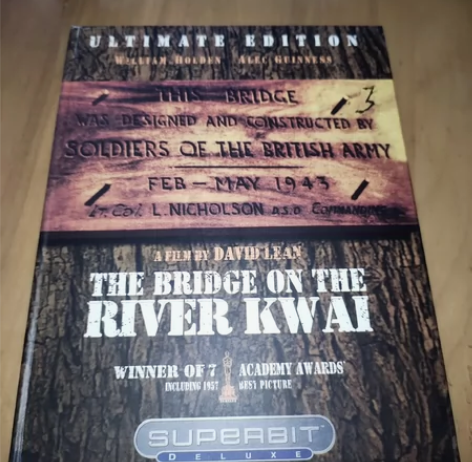 ULTIMATE EDITION
WILLIAM HOLDEN ALEC GUINNESS
THIS BRIDGE
3
WAS DESIGNED AND CONSTRUCTED BY
SOLDIERS OF THE BRITISH ARMY
FEB - MAY 1943
LT. COL. L. NICHOLSON D.S.O. COMMANDING
A FILM BY DAVID LEAN
THE BRIDGE ON THE
RIVER KWAI
WINNER OF 7 ACADEMY AWARDS
INCLUDING 1957 BEST PICTURE
SUPERBIT
DELUXE